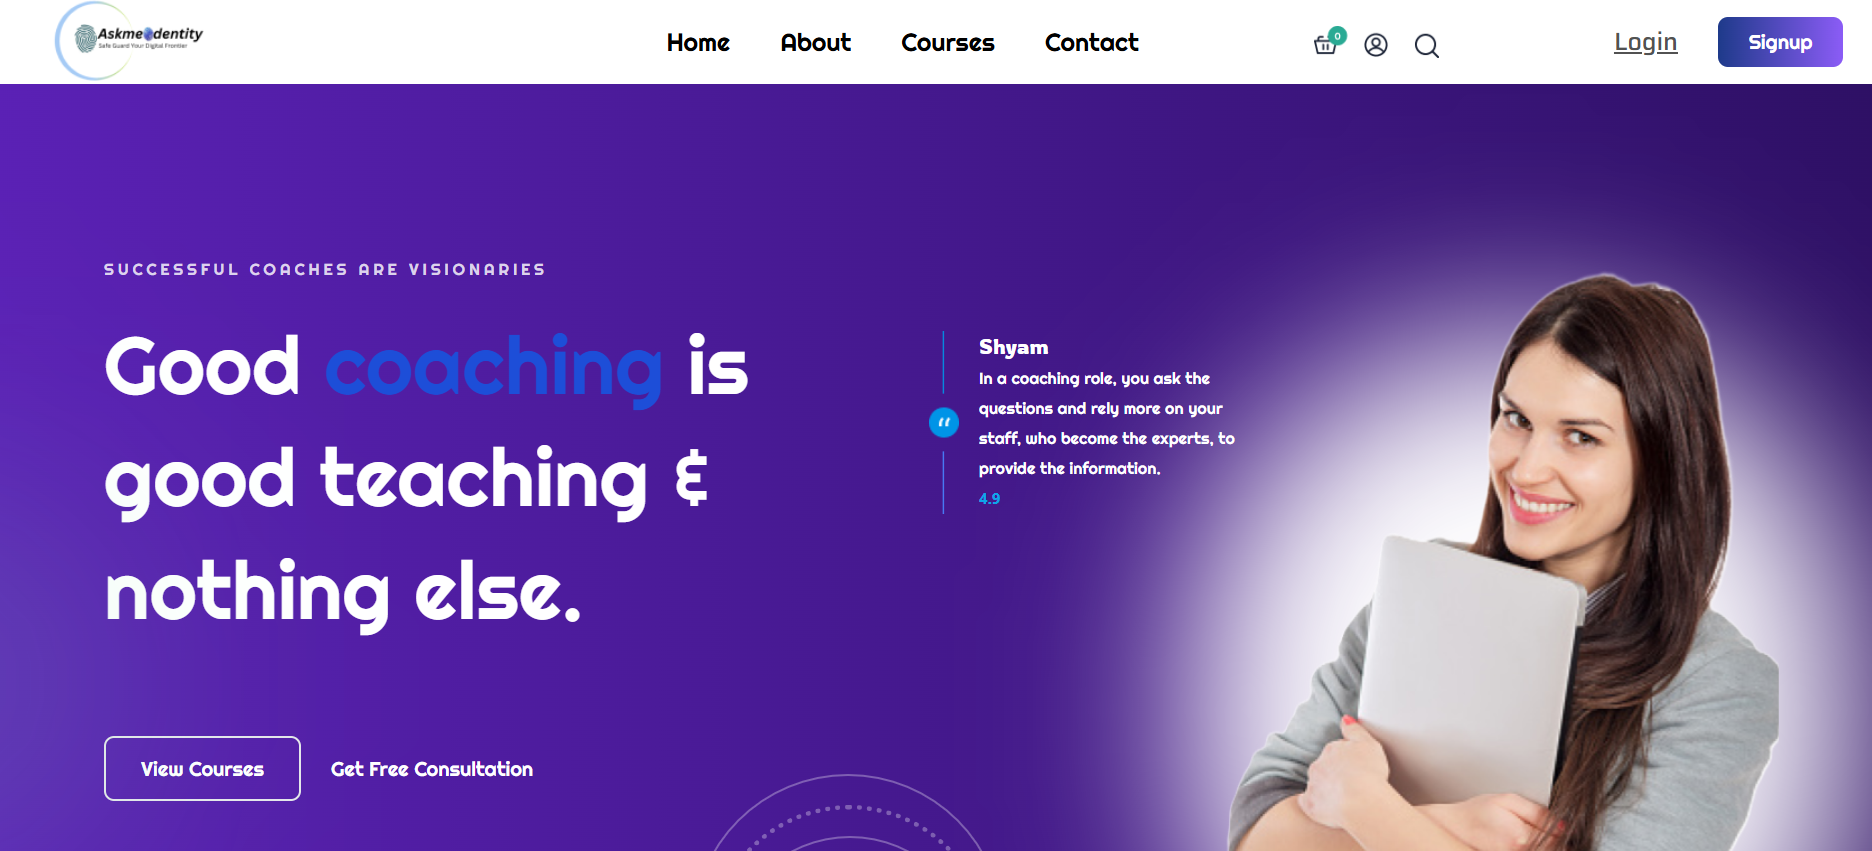 Askme Identity
Safe Guard Your Digital Frontier
Home About Courses Contact
0
Login
Signup
SUCCESSFUL COACHES ARE VISIONARIES
Good coaching is
good teaching &
nothing else.
Shyam
In a coaching role, you ask the
questions and rely more on your
staff, who become the experts, to
provide the information.
4.9
View Courses
Get Free Consultation